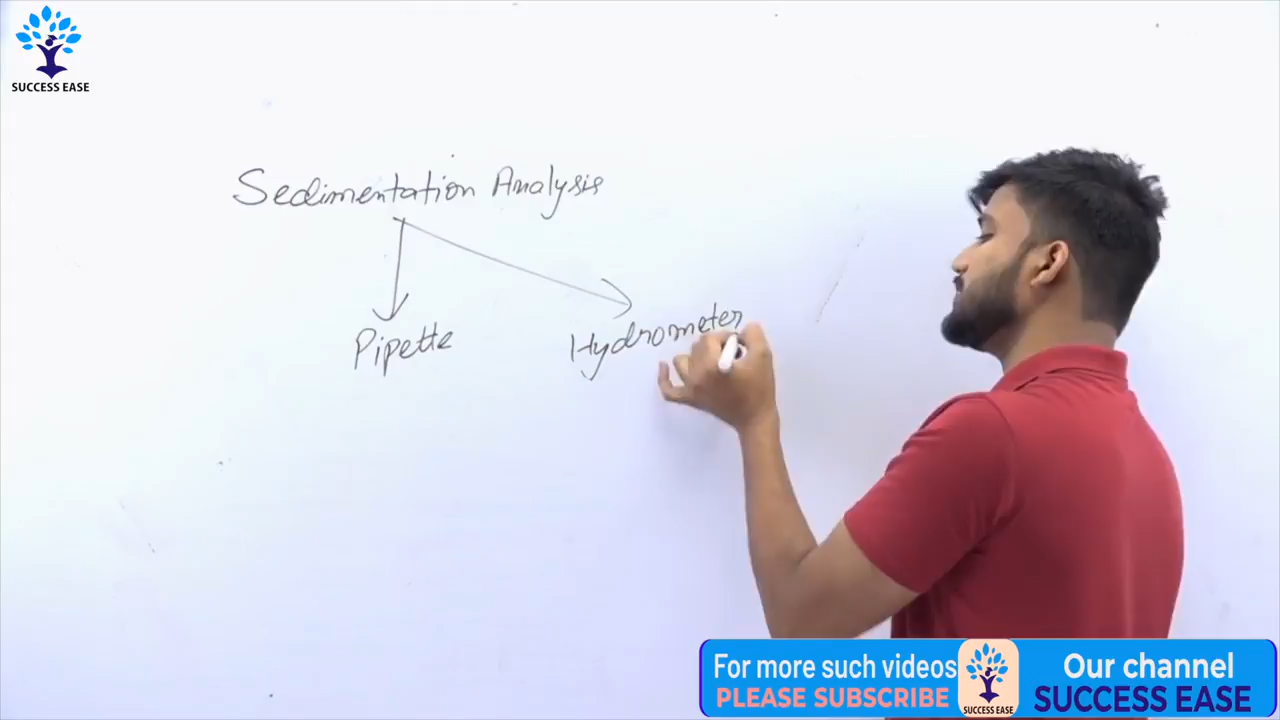 SUCCESS EASE
Sedimentation Analysis
Pipette
Hydrometer
For more such videos
PLEASE SUBSCRIBE
SUCCESS EASE
Our channel
SUCCESS EASE